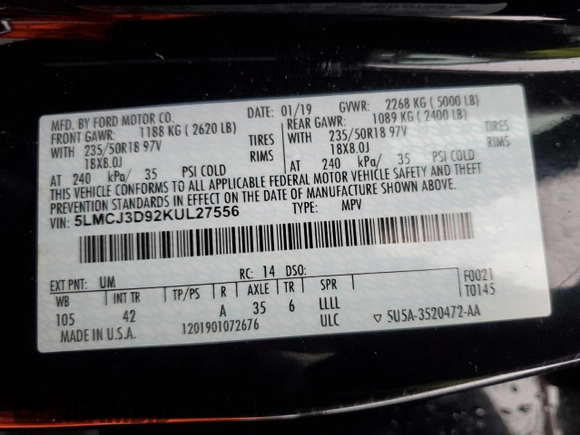 MFD. BY FORD MOTOR CO.
DATE: 01/19 GVWR: 2268 KG ( 5000 LB)
FRONT GAWR: 1188 KG ( 2620 LB) REAR GAWR: 1089 KG ( 2400 LB)
WITH 235/50R18 97V TIRES WITH 235/50R18 97V TIRES
18X8.0J RIMS 18X8.0J RIMS
AT 240 kPa/ 35 PSI COLD AT 240 kPa/ 35 PSI COLD
THIS VEHICLE CONFORMS TO ALL APPLICABLE FEDERAL MOTOR VEHICLE SAFETY AND THEFT
PREVENTION STANDARDS IN EFFECT ON THE DATE OF MANUFACTURE SHOWN ABOVE.
VIN: 5LMCJ3D92KUL27556 TYPE: MPV
EXT PNT: UM RC: 14 DSO: F0021
WB INT TR TP/PS R AXLE TR SPR T0145
105 42 A 35 6 LLLL
MADE IN U.S.A. 1201901072676 ULC ▽ 5U5A-3520472-AA